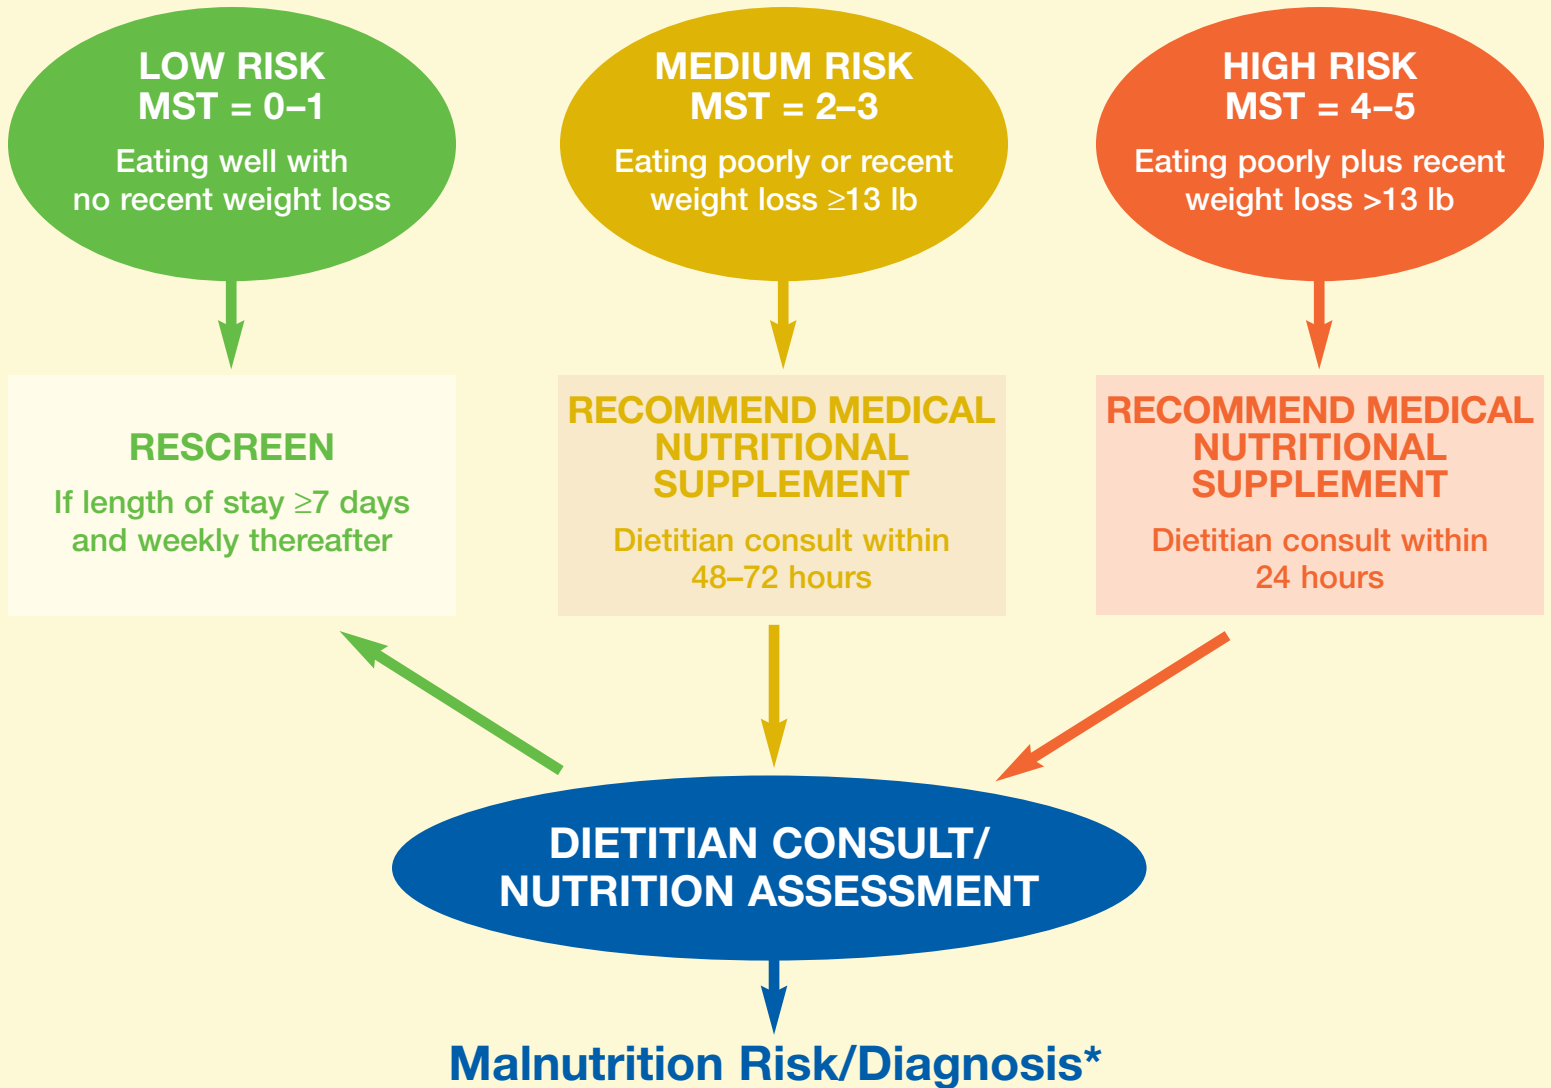 LOW RISK
MST = 0–1
Eating well with
no recent weight loss
MEDIUM RISK
MST = 2–3
Eating poorly or recent
weight loss ≥13 lb
HIGH RISK
MST = 4–5
Eating poorly plus recent
weight loss >13 lb
RESCREEN
If length of stay ≥7 days
and weekly thereafter
RECOMMEND MEDICAL
NUTRITIONAL
SUPPLEMENT
Dietitian consult within
48–72 hours
RECOMMEND MEDICAL
NUTRITIONAL
SUPPLEMENT
Dietitian consult within
24 hours
DIETITIAN CONSULT/
NUTRITION ASSESSMENT
Malnutrition Risk/Diagnosis*